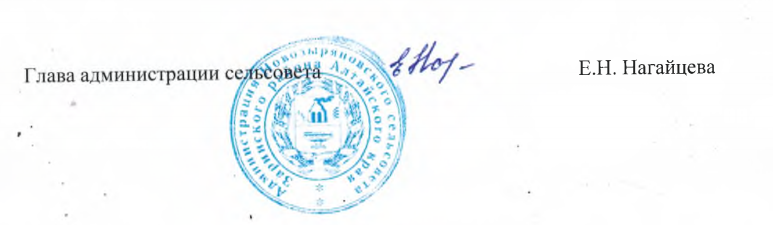 Глава администрации сельсовета
Е.Н. Нагайцева
Администрация Новозыряновского сельсовета
Заринского района Алтайского края